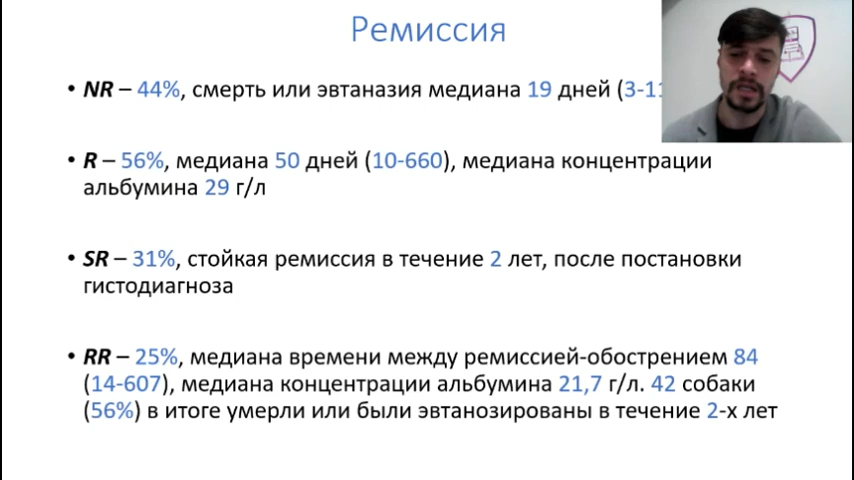 Ремиссия
• NR – 44%, смерть или эвтаназия медиана 19 дней (3-11
• R – 56%, медиана 50 дней (10-660), медиана концентрации
альбумина 29 г/л
• SR – 31%, стойкая ремиссия в течение 2 лет, после постановки
гистодиагноза
• RR – 25%, медиана времени между ремиссией-обострением 84
(14-607), медиана концентрации альбумина 21,7 г/л. 42 собаки
(56%) в итоге умерли или были эвтанозированы в течение 2-х лет